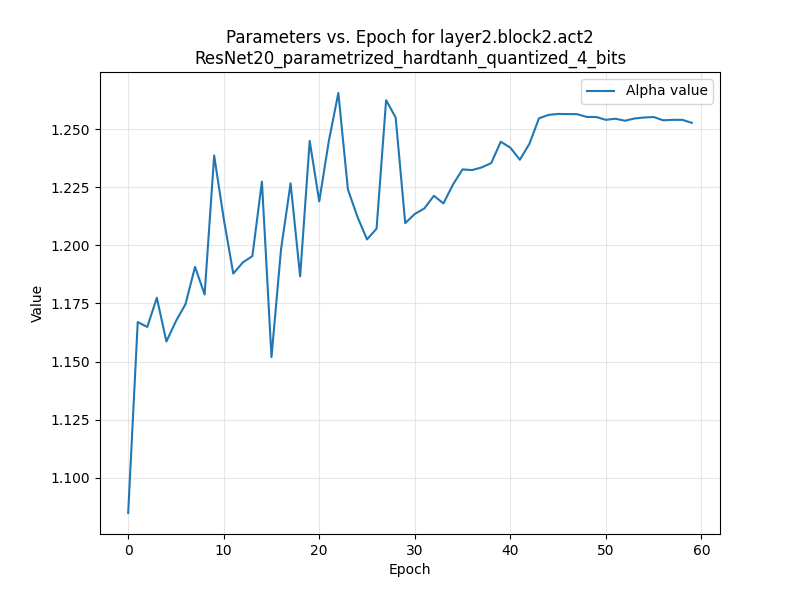 Parameters vs. Epoch for layer2.block2.act2
ResNet20_parametrized_hardtanh_quantized_4_bits
Alpha value
1.250
1.225
1.200
1.175
1.150
1.125
1.100
Value
0 10 20 30 40 50 60
Epoch